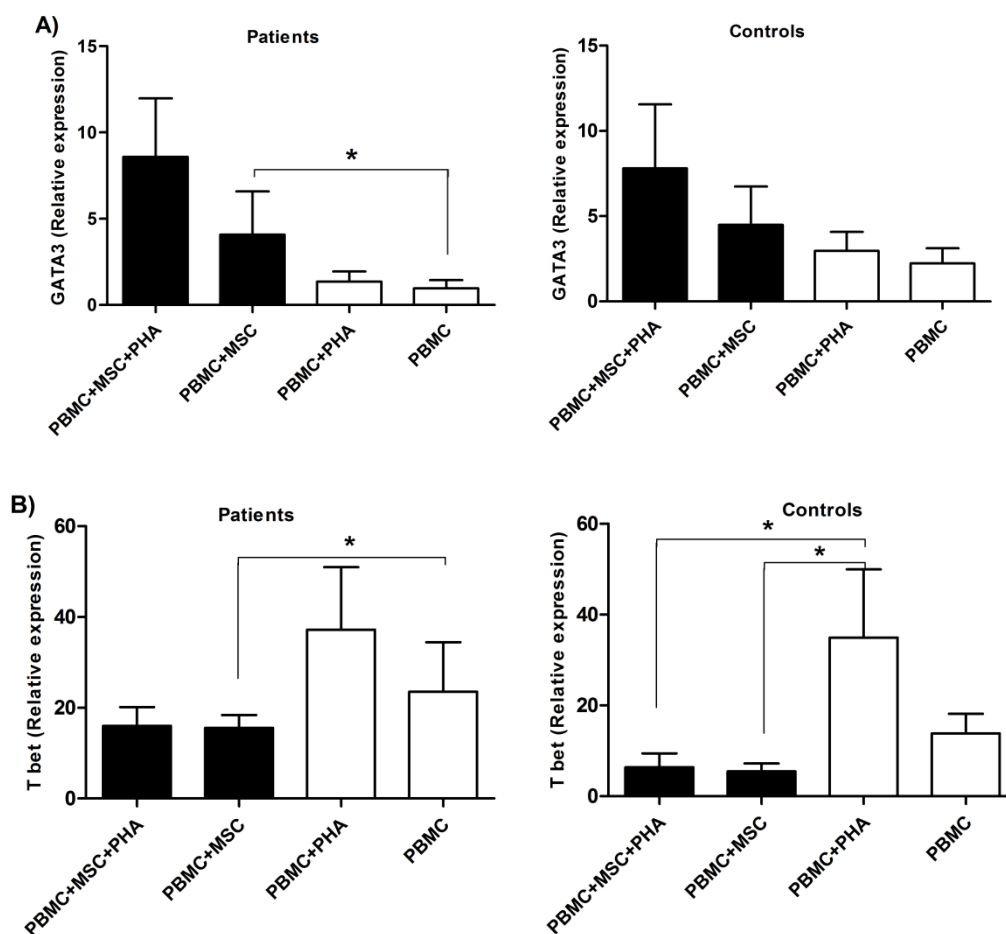 A)
Patients
GATA3 (Relative expression)
15
10
5
0
*
PBMC+MSC+PHA
PBMC+MSC
PBMC+PHA
PBMC
Controls
GATA3 (Relative expression)
15
10
5
0
PBMC+MSC+PHA
PBMC+MSC
PBMC+PHA
PBMC
B)
Patients
T bet (Relative expression)
60
40
20
0
*
PBMC+MSC+PHA
PBMC+MSC
PBMC+PHA
PBMC
Controls
T bet (Relative expression)
60
40
20
0
*
*
PBMC+MSC+PHA
PBMC+MSC
PBMC+PHA
PBMC